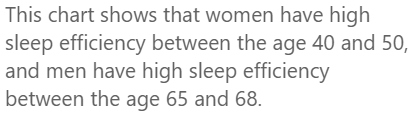 This chart shows that women have high
sleep efficiency between the age 40 and 50,
and men have high sleep efficiency
between the age 65 and 68.